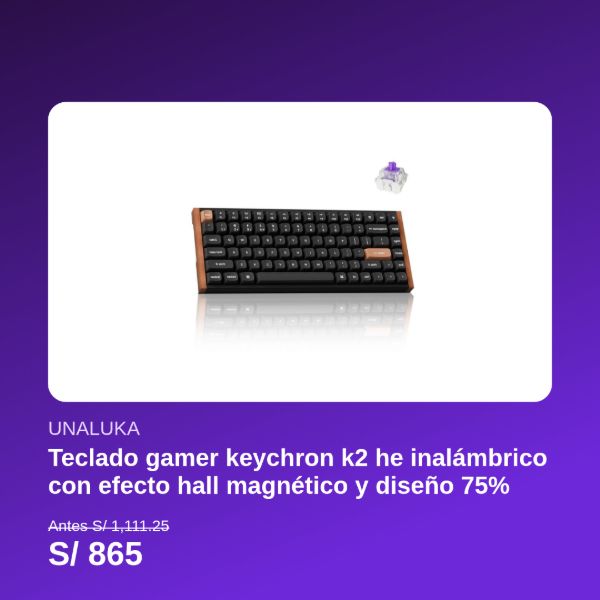 UNALUKA
Teclado gamer keychron k2 he inalámbrico
con efecto hall magnético y diseño 75%
Antes S/ 1,111.25
S/ 865